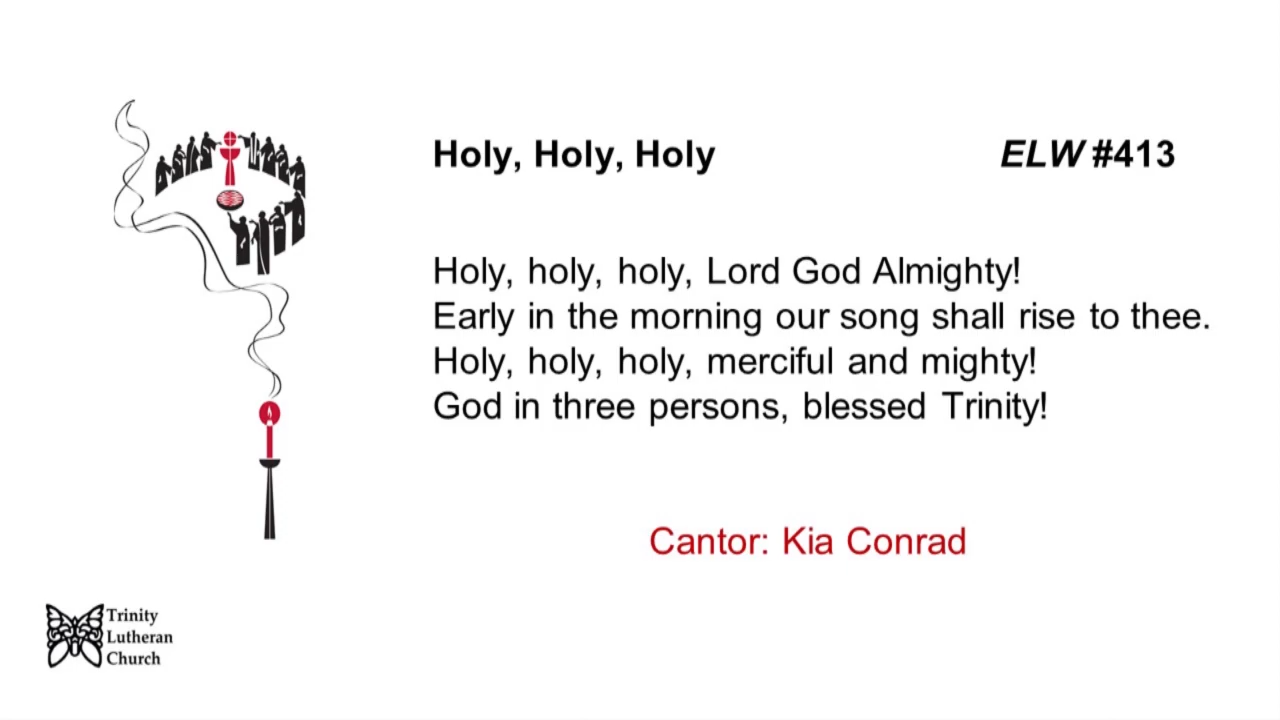 Holy, Holy, Holy ELW #413
Holy, holy, holy, Lord God Almighty!
Early in the morning our song shall rise to thee.
Holy, holy, holy, merciful and mighty!
God in three persons, blessed Trinity!
Cantor: Kia Conrad
Trinity
Lutheran
Church